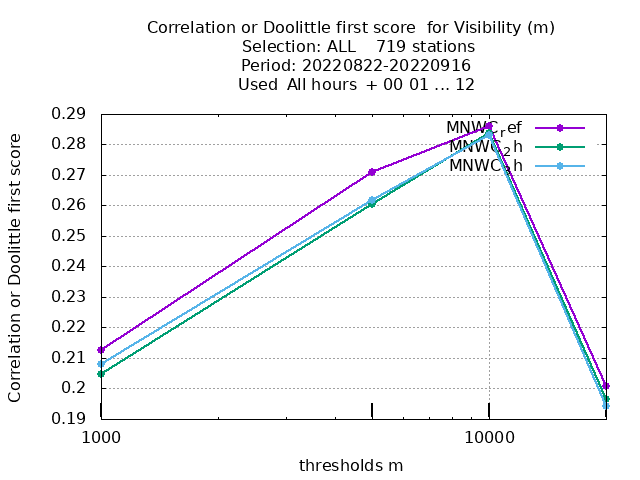 Correlation or Doolittle first score for Visibility (m)
Selection: ALL 719 stations
Period: 20220822-20220916
Used All hours + 00 01 ... 12
Correlation or Doolittle first score
0.29
0.28
0.27
0.26
0.25
0.24
0.23
0.22
0.21
0.2
0.19
MNWCᵣef
MNWC₂h
1000
10000
thresholds m